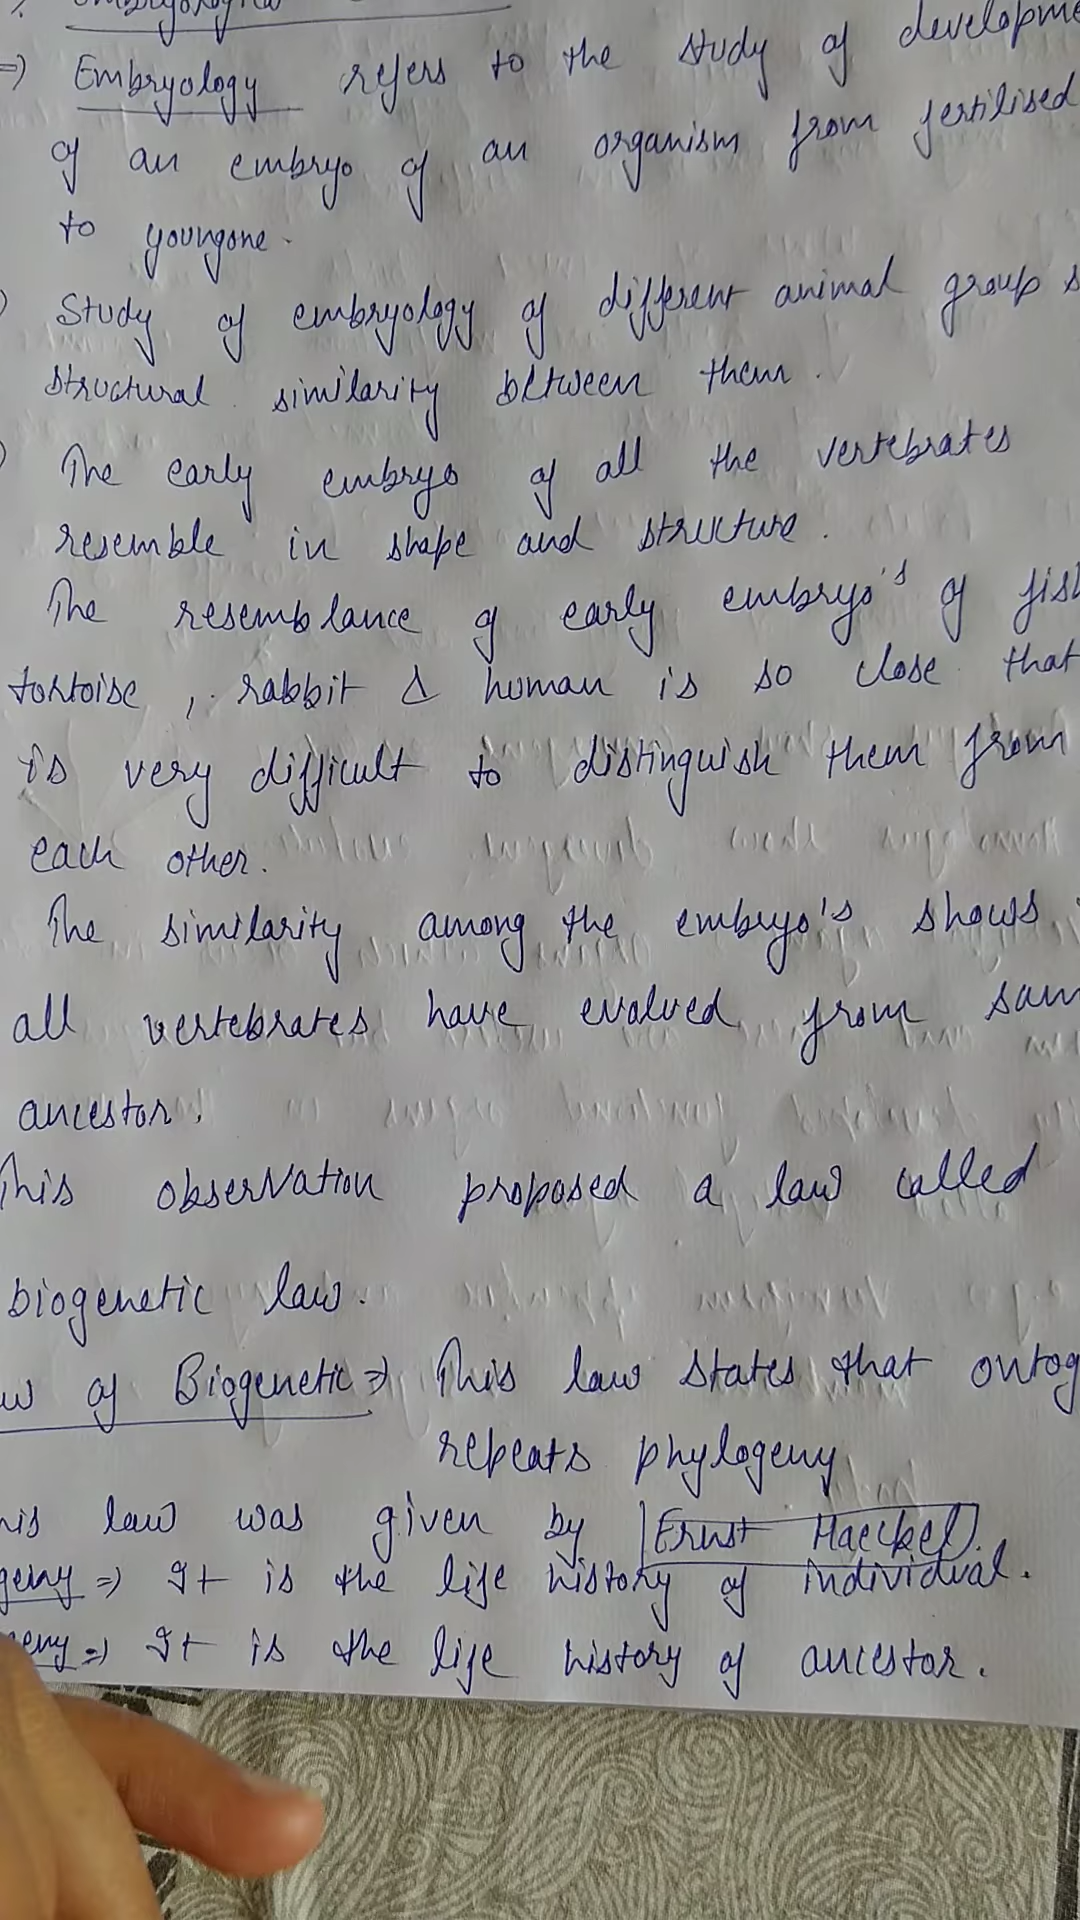 =) Embryology refers to the study of developme
of an embryo of an organism from fertilised
to youngone.
Study of embryology of different animal group s
structural similarity between them.
The early embryo of all the vertebrates
resemble in shape and structure.
The resemblance of early embryo's of fish
tortoise, rabbit & human is so close that
is very difficult to distinguish them from
each other.
The similarity among the embryo's shows
all vertebrates have evolved from sam
ancestor.
This observation proposed a law called
biogenetic law.
w of Biogenetic => This law states that ontog
repeats phylogeny
his law was given by Ernst Haeckel.
geny => It is the life history of individual.
eny => It is the life history of ancestor.